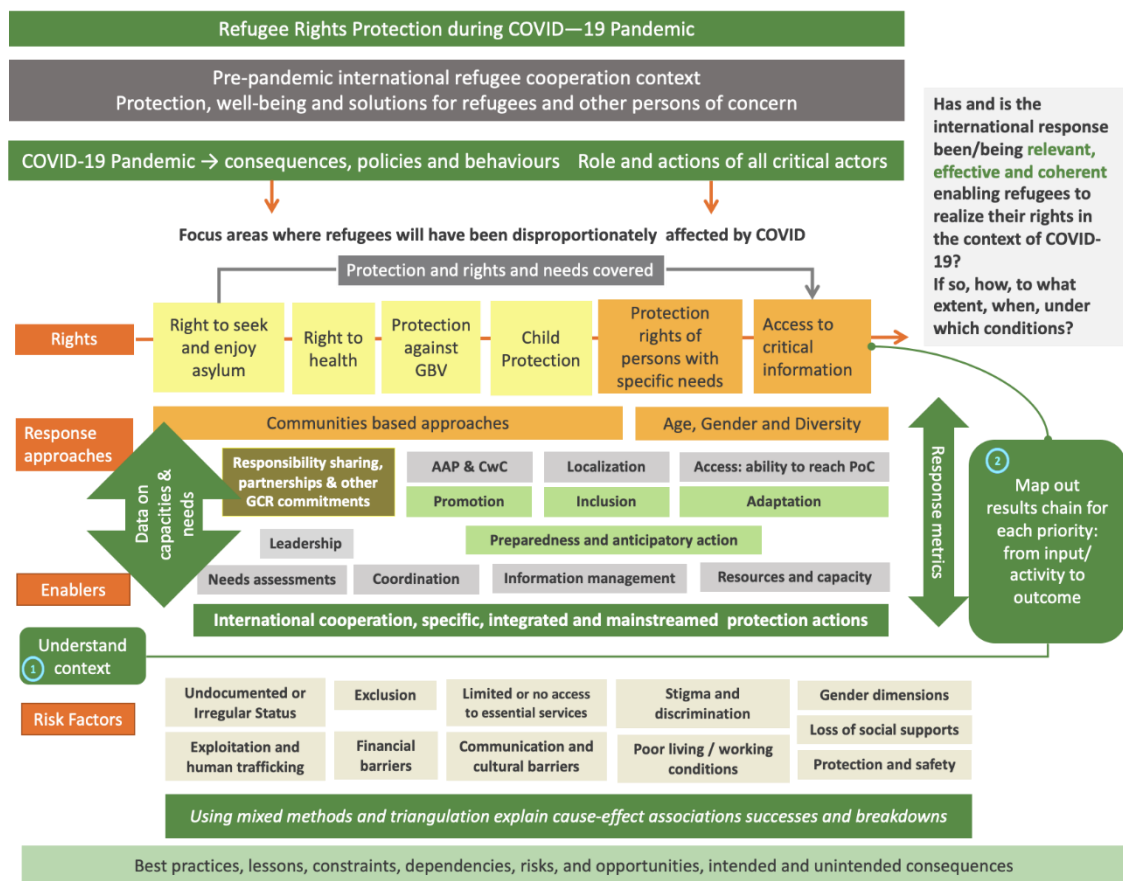 Refugee Rights Protection during COVID—19 Pandemic
Pre-pandemic international refugee cooperation context
Protection, well-being and solutions for refugees and other persons of concern
COVID-19 Pandemic → consequences, policies and behaviours
Role and actions of all critical actors
Has and is the
international response
been/being relevant,
effective and coherent
enabling refugees to
realize their rights in
the context of COVID-
19?
If so, how, to what
extent, when, under
which conditions?
Focus areas where refugees will have been disproportionately affected by COVID
Protection and rights and needs covered
Rights
Right to seek
and enjoy
asylum
Right to
health
Protection
against
GBV
Child
Protection
Protection
rights of
persons with
specific needs
Access to
critical
information
Response
approaches
Communities based approaches
Age, Gender and Diversity
Responsibility sharing,
partnerships & other
GCR commitments
AAP & CwC
Localization
Access: ability to reach PoC
Promotion
Inclusion
Adaptation
Data on
capacities &
needs
Leadership
Preparedness and anticipatory action
Response metrics
2
Map out
results chain for
each priority:
from input/
activity to
outcome
Enablers
Needs assessments
Coordination
Information management
Resources and capacity
International cooperation, specific, integrated and mainstreamed protection actions
Understand
context
1
Risk Factors
Undocumented or
Irregular Status
Exclusion
Limited or no access
to essential services
Stigma and
discrimination
Gender dimensions
Loss of social supports
Exploitation and
human trafficking
Financial
barriers
Communication and
cultural barriers
Poor living / working
conditions
Protection and safety
Using mixed methods and triangulation explain cause-effect associations successes and breakdowns
Best practices, lessons, constraints, dependencies, risks, and opportunities, intended and unintended consequences